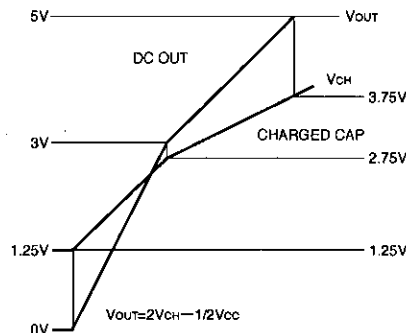 5V
VOUT
DC OUT
VCH
3.75V
CHARGED CAP
3V
2.75V
1.25V
1.25V
VOUT=2VCH−1/2VCC
0V